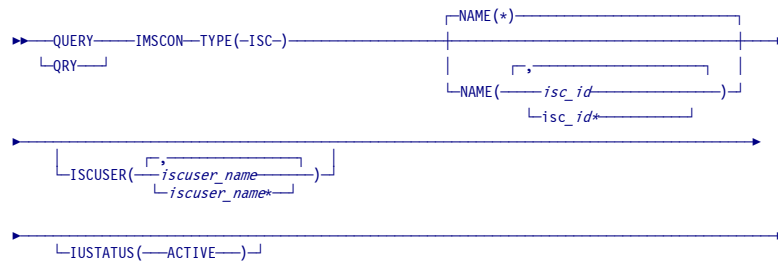 NAME(*)
QUERY IMSCON TYPE(ISC)
QRY
,
NAME( isc_id )
isc_id*
,
ISCUSER( iscuser_name )
iscuser_name*
IUSTATUS( ACTIVE )